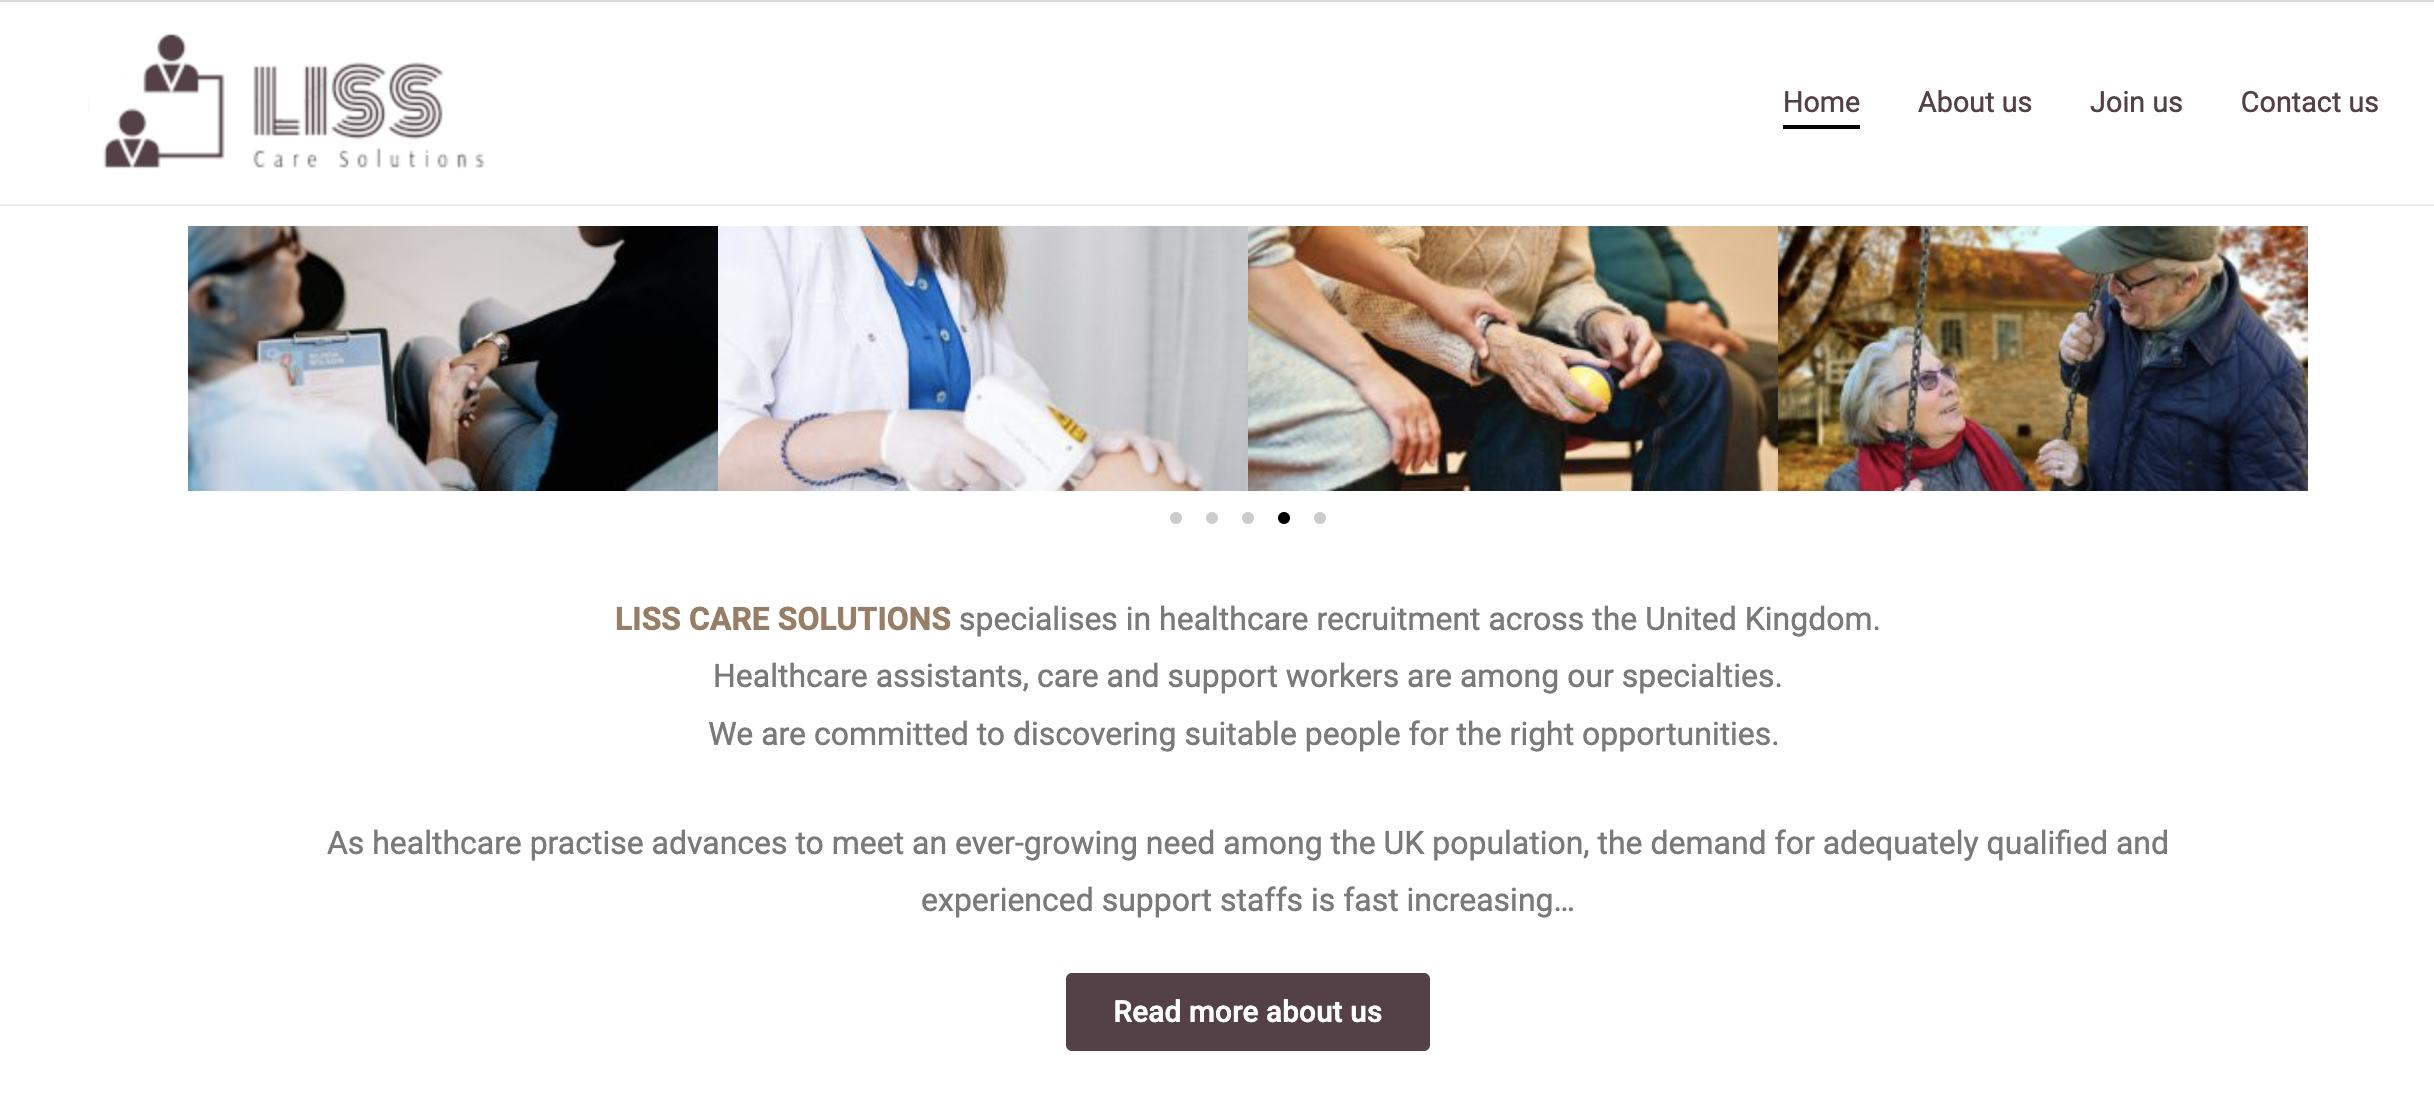 LISS
Care Solutions
Home
About us
Join us
Contact us
LISS CARE SOLUTIONS specialises in healthcare recruitment across the United Kingdom.
Healthcare assistants, care and support workers are among our specialties.
We are committed to discovering suitable people for the right opportunities.
As healthcare practise advances to meet an ever-growing need among the UK population, the demand for adequately qualified and
experienced support staffs is fast increasing...
Read more about us